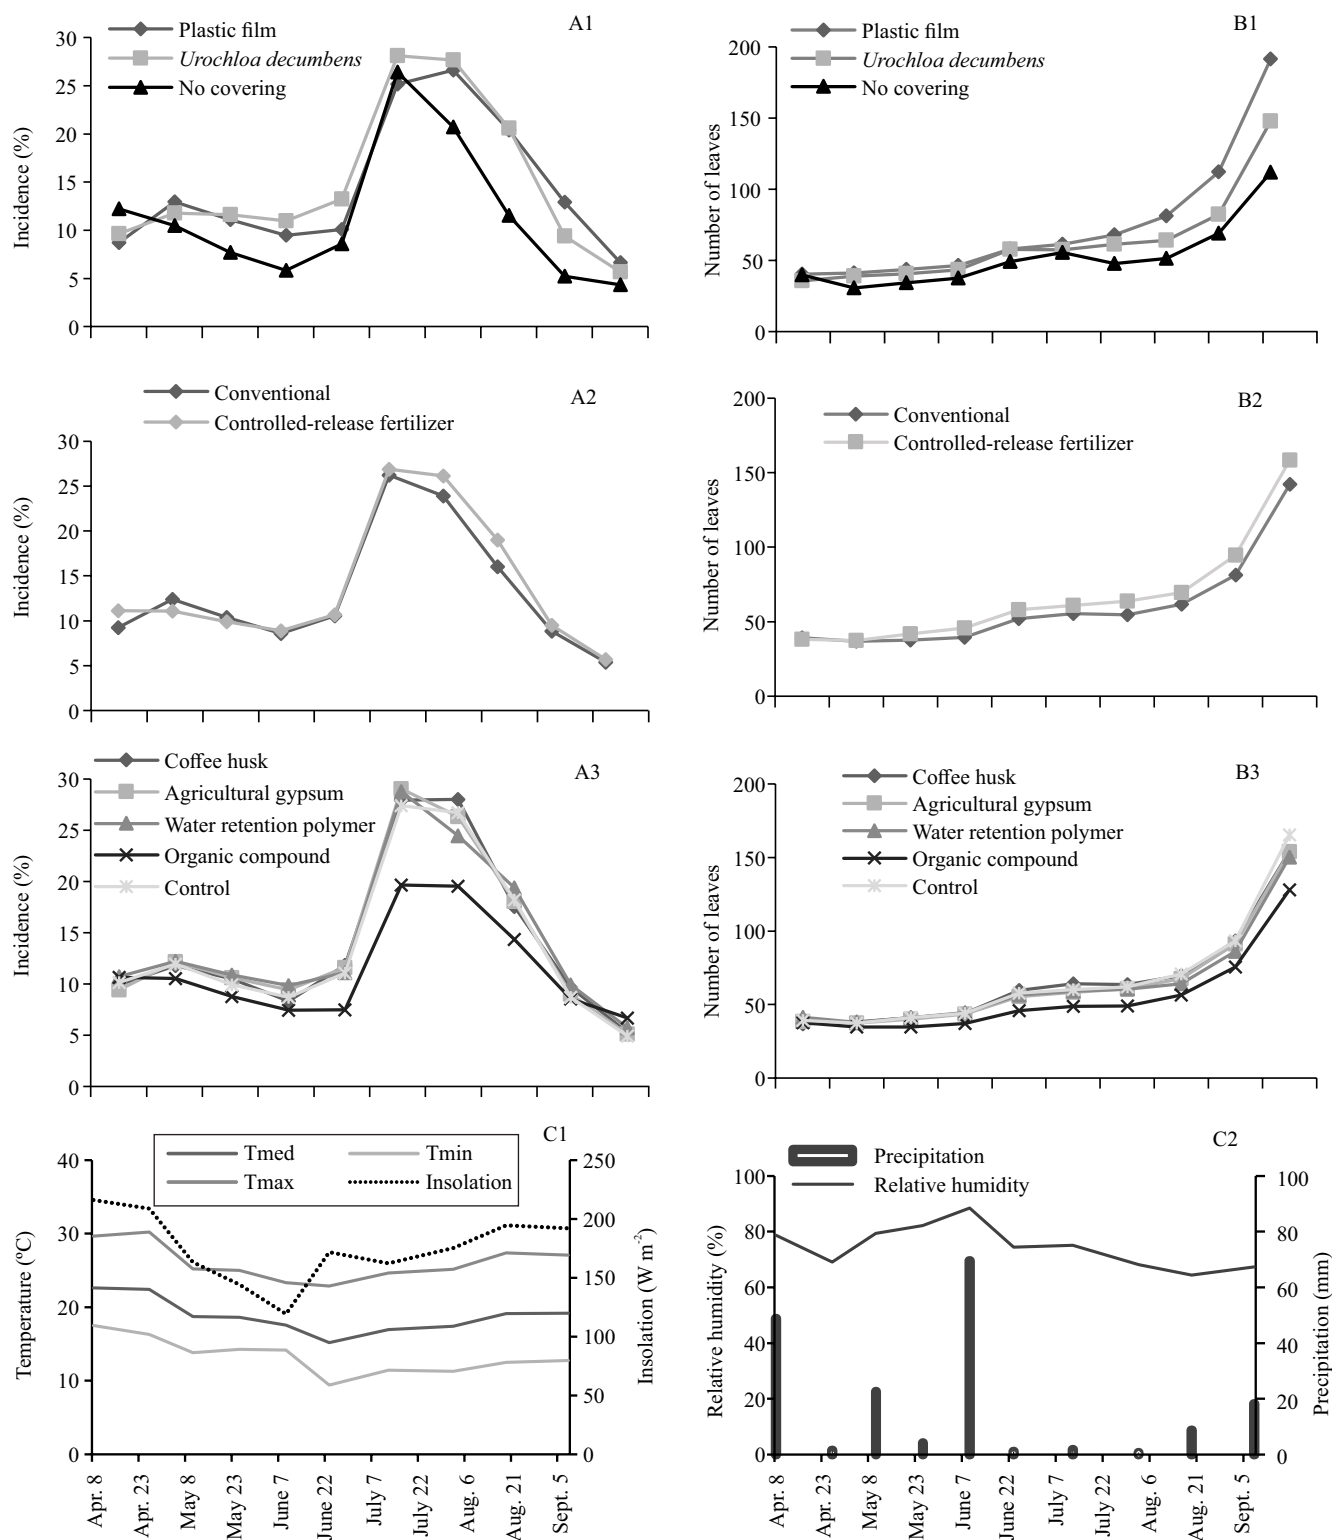 A1
Plastic film
Urochloa decumbens
No covering
30
25
20
15
10
5
0
Incidence (%)
B1
Plastic film
Urochloa decumbens
No covering
200
150
100
50
0
Number of leaves
A2
Conventional
Controlled-release fertilizer
30
25
20
15
10
5
0
Incidence (%)
B2
Conventional
Controlled-release fertilizer
200
150
100
50
0
Number of leaves
A3
Coffee husk
Agricultural gypsum
Water retention polymer
Organic compound
Control
30
25
20
15
10
5
0
Incidence (%)
B3
Coffee husk
Agricultural gypsum
Water retention polymer
Organic compound
Control
200
150
100
50
0
Number of leaves
C1
Tmed Tmin
Tmax Insolation
40
30
20
10
0
Temperature (ºC)
250
200
150
100
50
0
Insolation (W m-2)
Apr. 8
Apr. 23
May 8
May 23
June 7
June 22
July 7
July 22
Aug. 6
Aug. 21
Sept. 5
C2
Precipitation
Relative humidity
100
80
60
40
20
0
Relative humidity (%)
100
80
60
40
20
0
Precipitation (mm)
Apr. 8
Apr. 23
May 8
May 23
June 7
June 22
July 7
July 22
Aug. 6
Aug. 21
Sept. 5